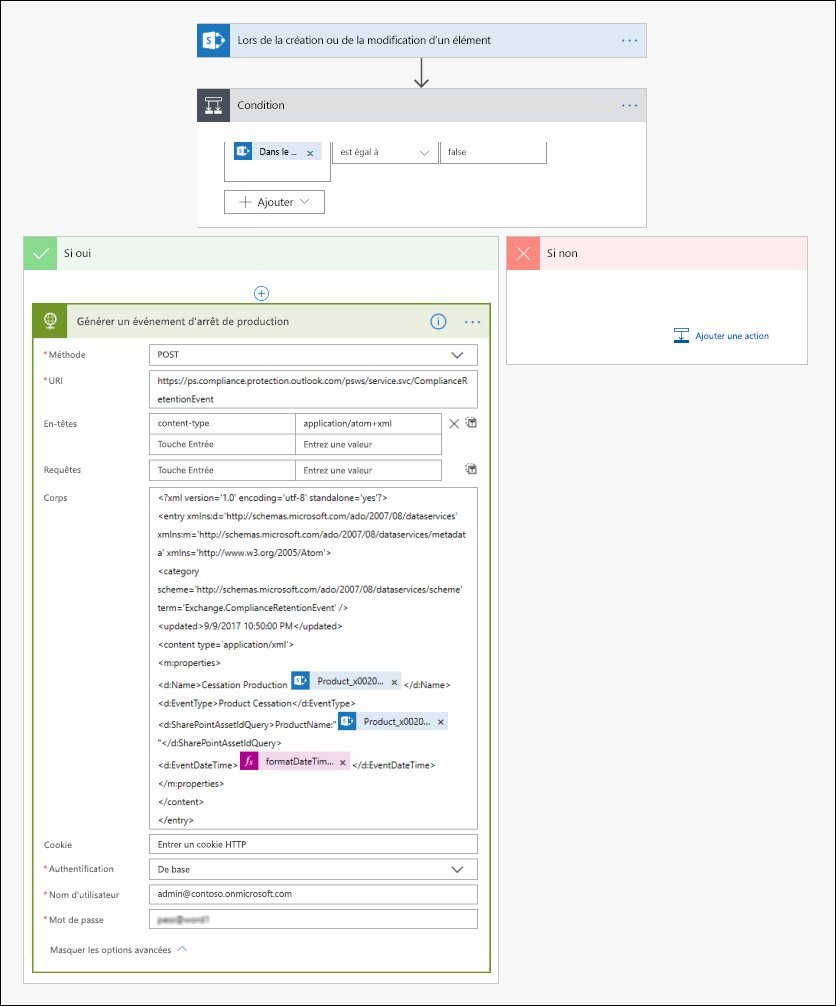 Lors de la création ou de la modification d'un élément
Condition
Dans le ... est égal à false
Ajouter
Si oui
Si non
Ajouter une action
Générer un événement d'arrêt de production
*Méthode POST
*URI https://ps.compliance.protection.outlook.com/psws/service.svc/ComplianceR
etentionEvent
En-têtes content-type application/atom+xml
Touche Entrée Entrez une valeur
Requêtes Touche Entrée Entrez une valeur
Corps <?xml version='1.0' encoding='utf-8' standalone='yes'?>
<entry xmlns:d='http://schemas.microsoft.com/ado/2007/08/dataservices'
xmlns:m='http://schemas.microsoft.com/ado/2007/08/dataservices/metadat
a' xmlns='http://www.w3.org/2005/Atom'>
<category
scheme='http://schemas.microsoft.com/ado/2007/08/dataservices/scheme'
term='Exchange.ComplianceRetentionEvent' />
<updated>9/9/2017 10:50:00 PM</updated>
<content type='application/xml'>
<m:properties>
<d:Name>Cessation Production Product_x0020... </d:Name>
<d:EventType>Product Cessation</d:EventType>
<d:SharePointAssetIdQuery>ProductName:" Product_x0020...
"</d:SharePointAssetIdQuery>
<d:EventDateTime> fx formatDateTim... </d:EventDateTime>
</m:properties>
</content>
</entry>
Cookie Entrer un cookie HTTP
*Authentification De base
*Nom d'utilisateur admin@contoso.onmicrosoft.com
*Mot de passe
Masquer les options avancées